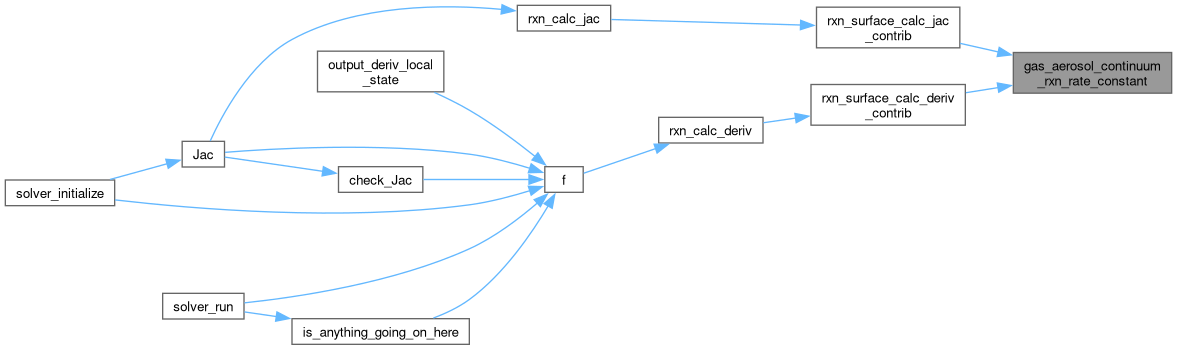 rxn_calc_jac
rxn_surface_calc_jac
_contrib
output_deriv_local
_state
gas_aerosol_continuum
_rxn_rate_constant
rxn_surface_calc_deriv
_contrib
rxn_calc_deriv
Jac
check_Jac
f
solver_initialize
solver_run
is_anything_going_on_here